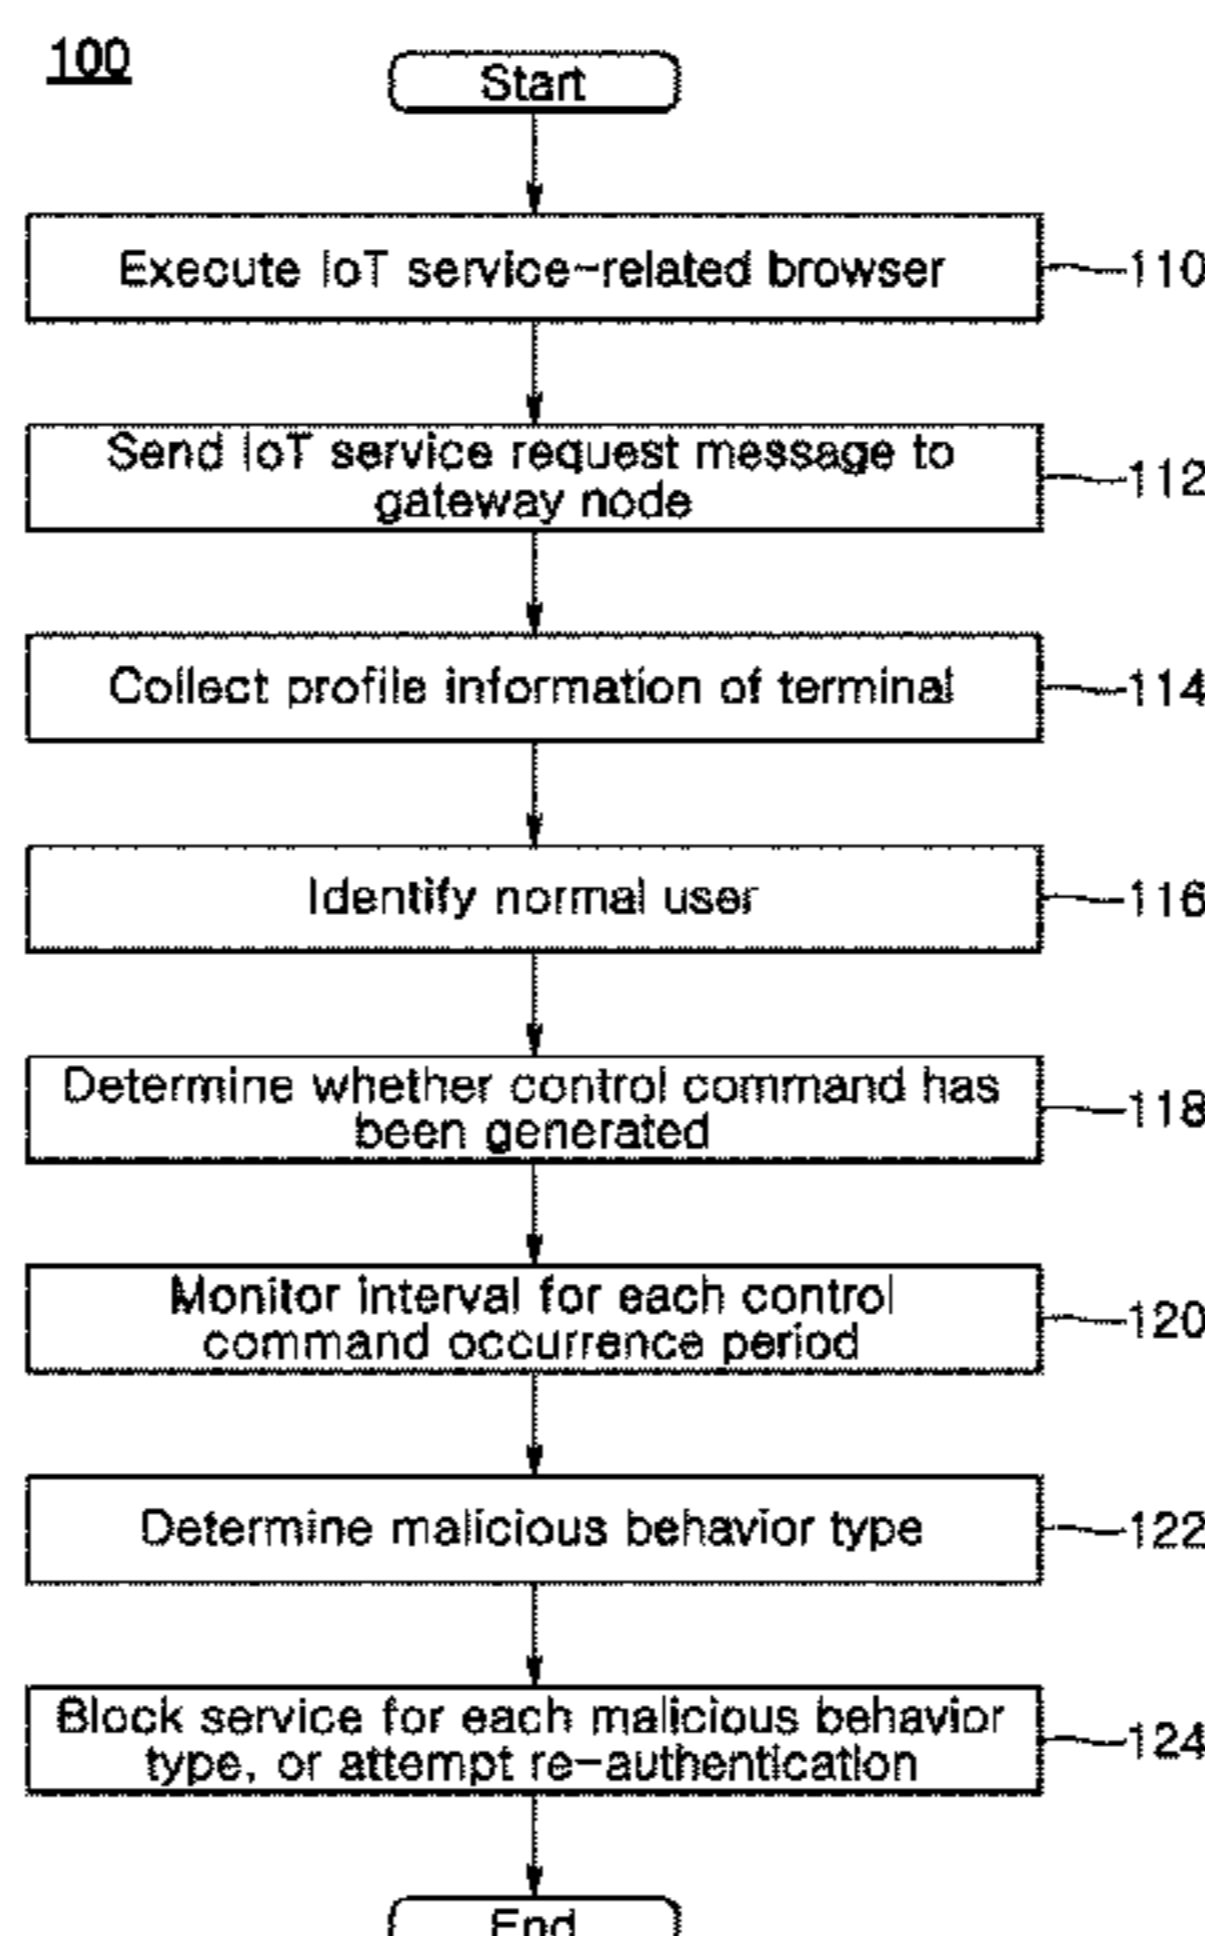 100
Start
Execute IoT service-related browser
110
Send IoT service request message to
gateway node
112
Collect profile information of terminal
114
Identify normal user
116
Determine whether control command has
been generated
118
Monitor interval for each control
command occurrence period
120
Determine malicious behavior type
122
Block service for each malicious behavior
type, or attempt re-authentication
124
End